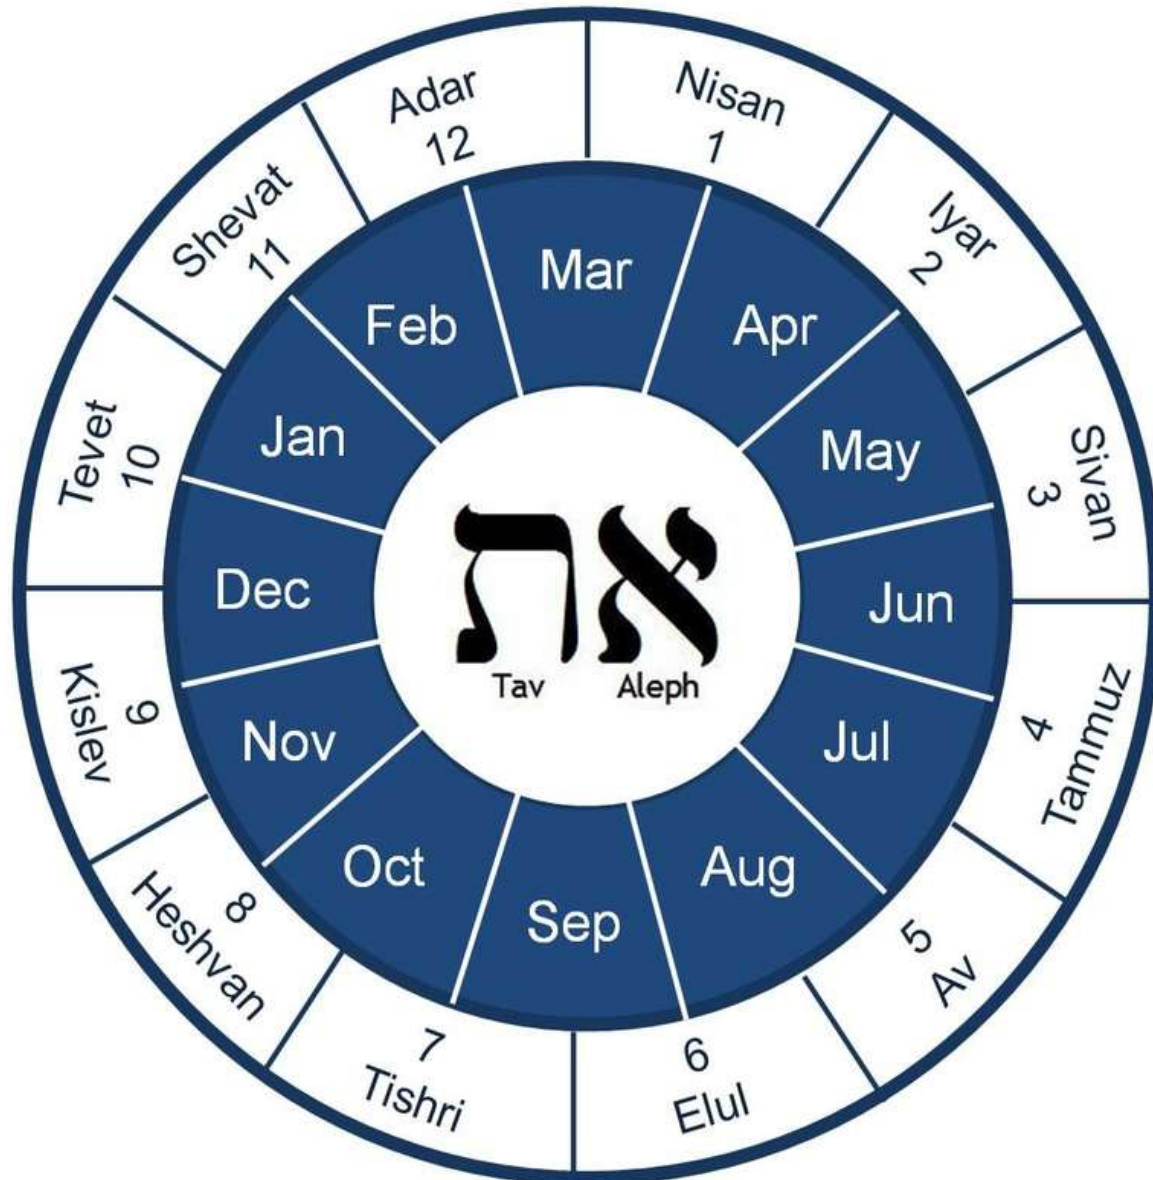 Nisan
1
Iyar
2
Sivan
3
4
Tammuz
5
Av
6
Elul
7
Tishri
8
Heshvan
9
Kislev
Tevet
10
Shevat
11
Adar
12
Mar
Apr
May
Jun
Jul
Aug
Sep
Oct
Nov
Dec
Jan
Feb
את
Tav Aleph